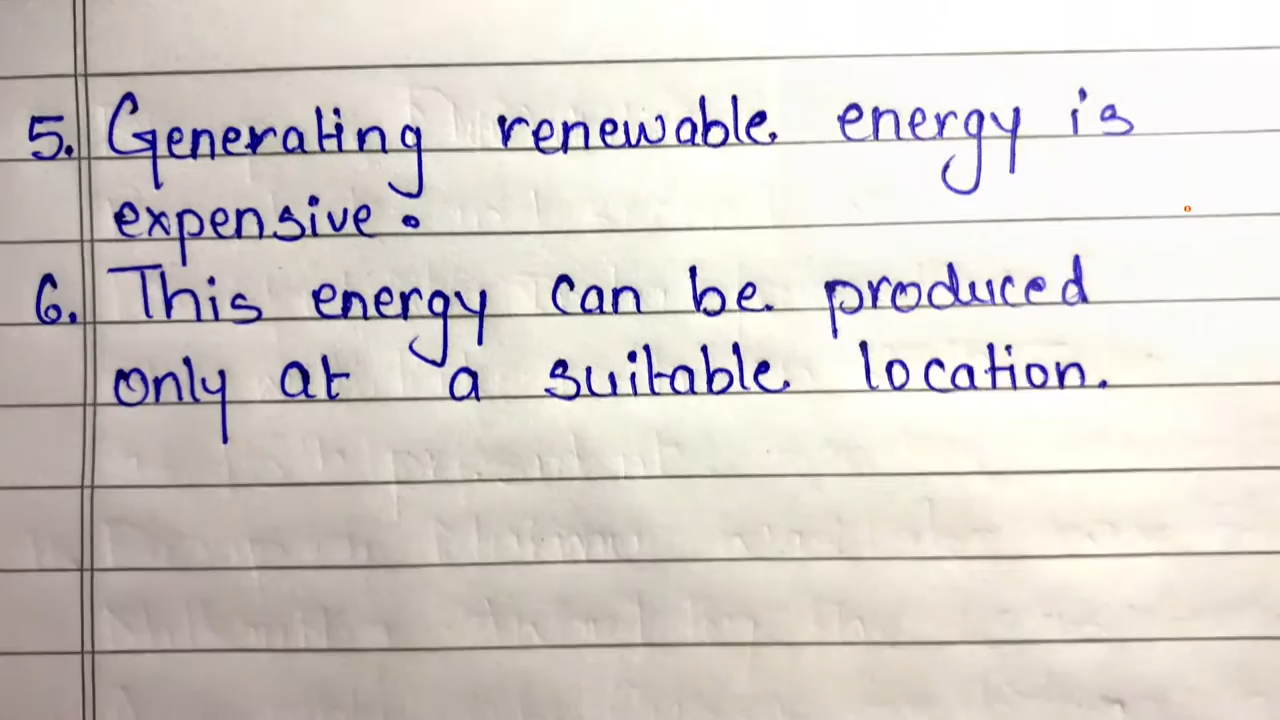 5. Generating renewable energy is
expensive.
6. This energy can be produced
only at a suitable location.